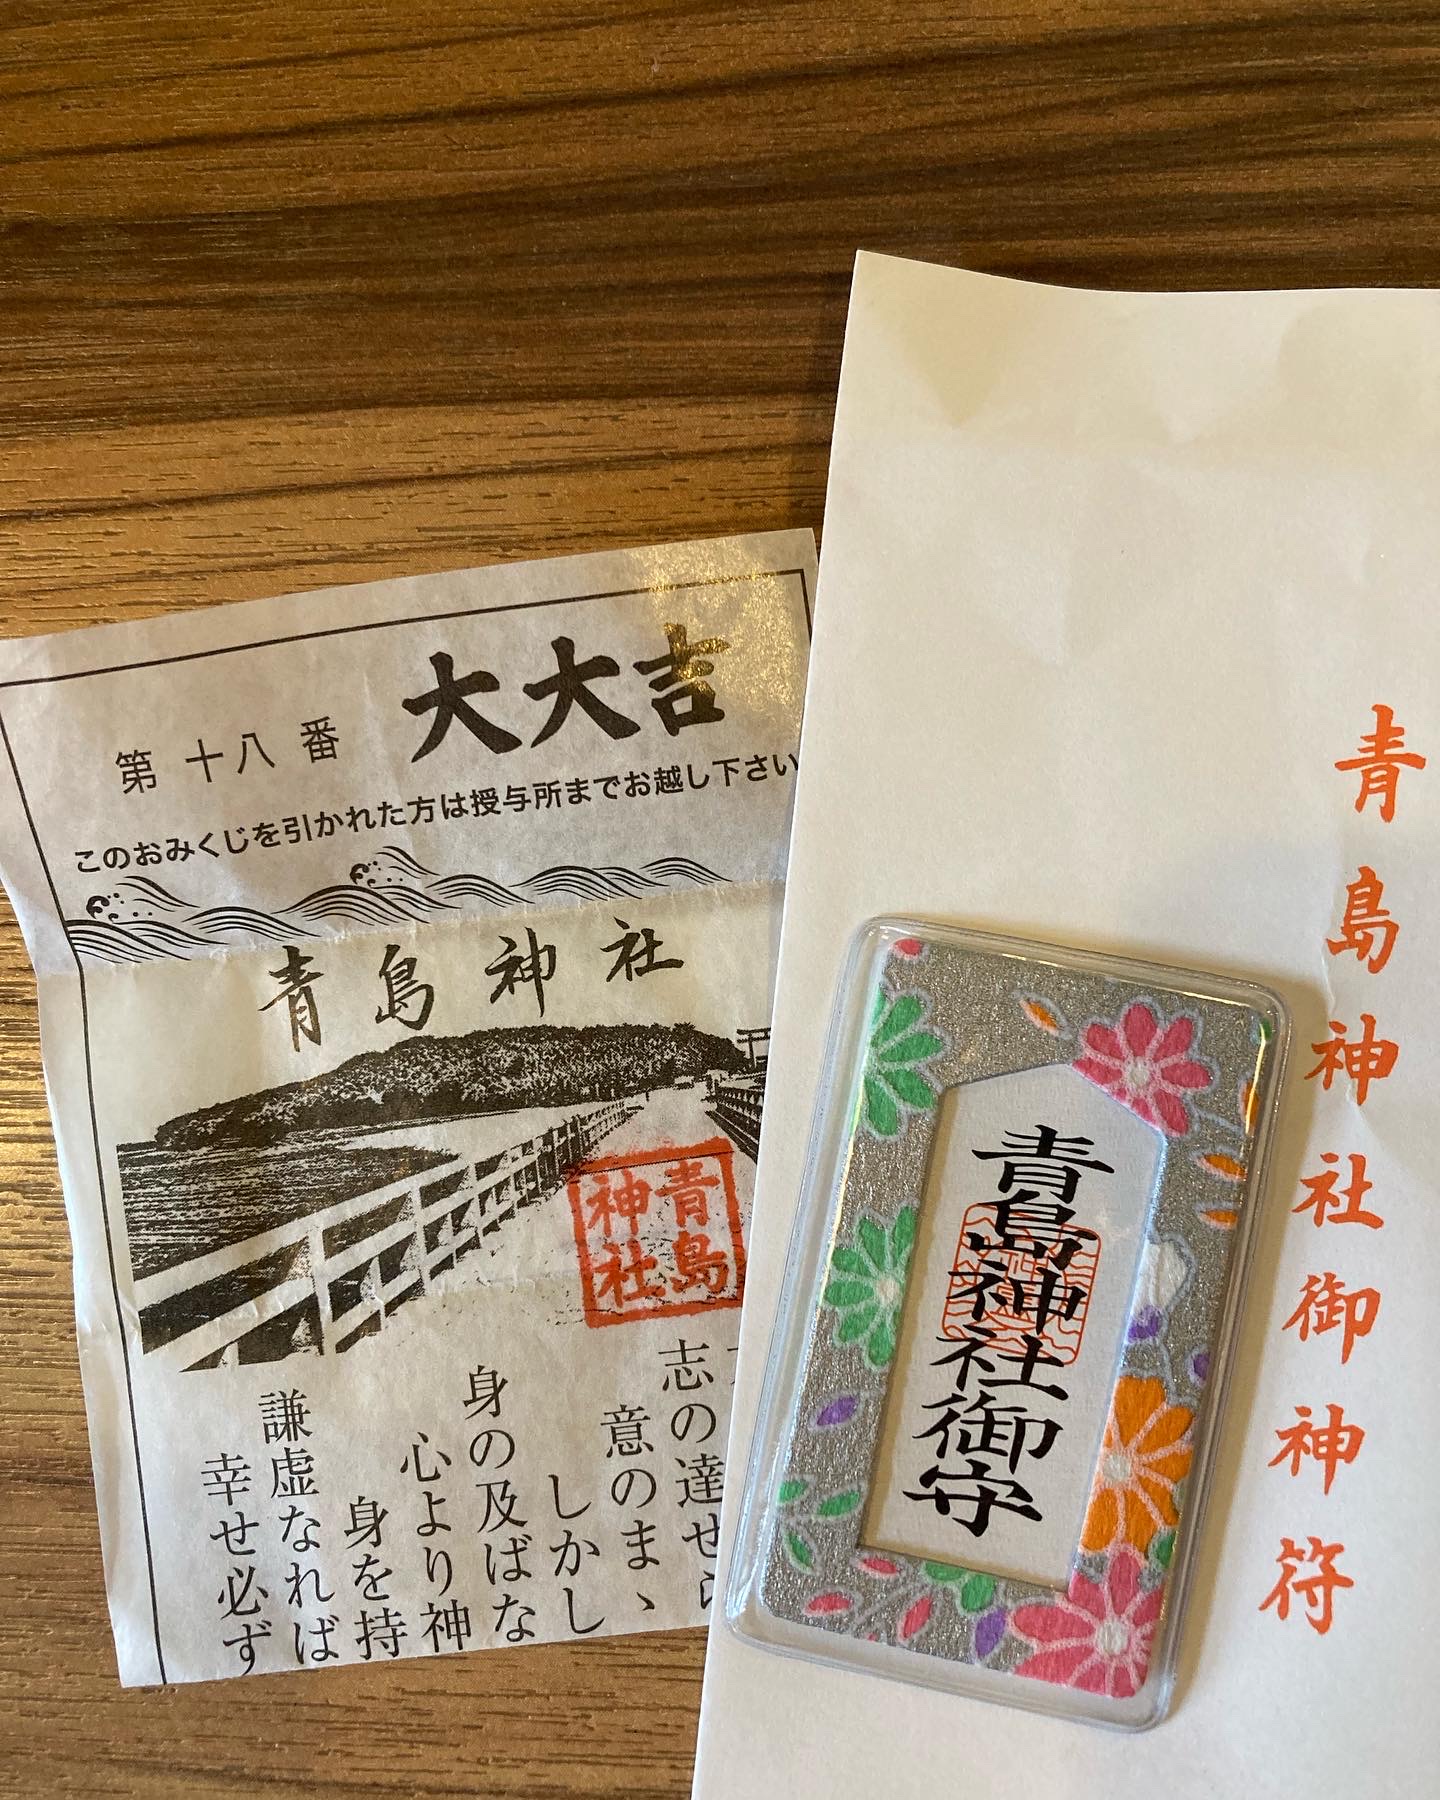 大大吉
第十八番
このおみくじを引かれた方は授与所までお越し下さい
青島神社
青島
神社
志の達せら
意のまゝ
しかし
身の及ばな
心より神
身を持
謙虚なれば
幸せ必ず
青島神社御神符
青島神社御守